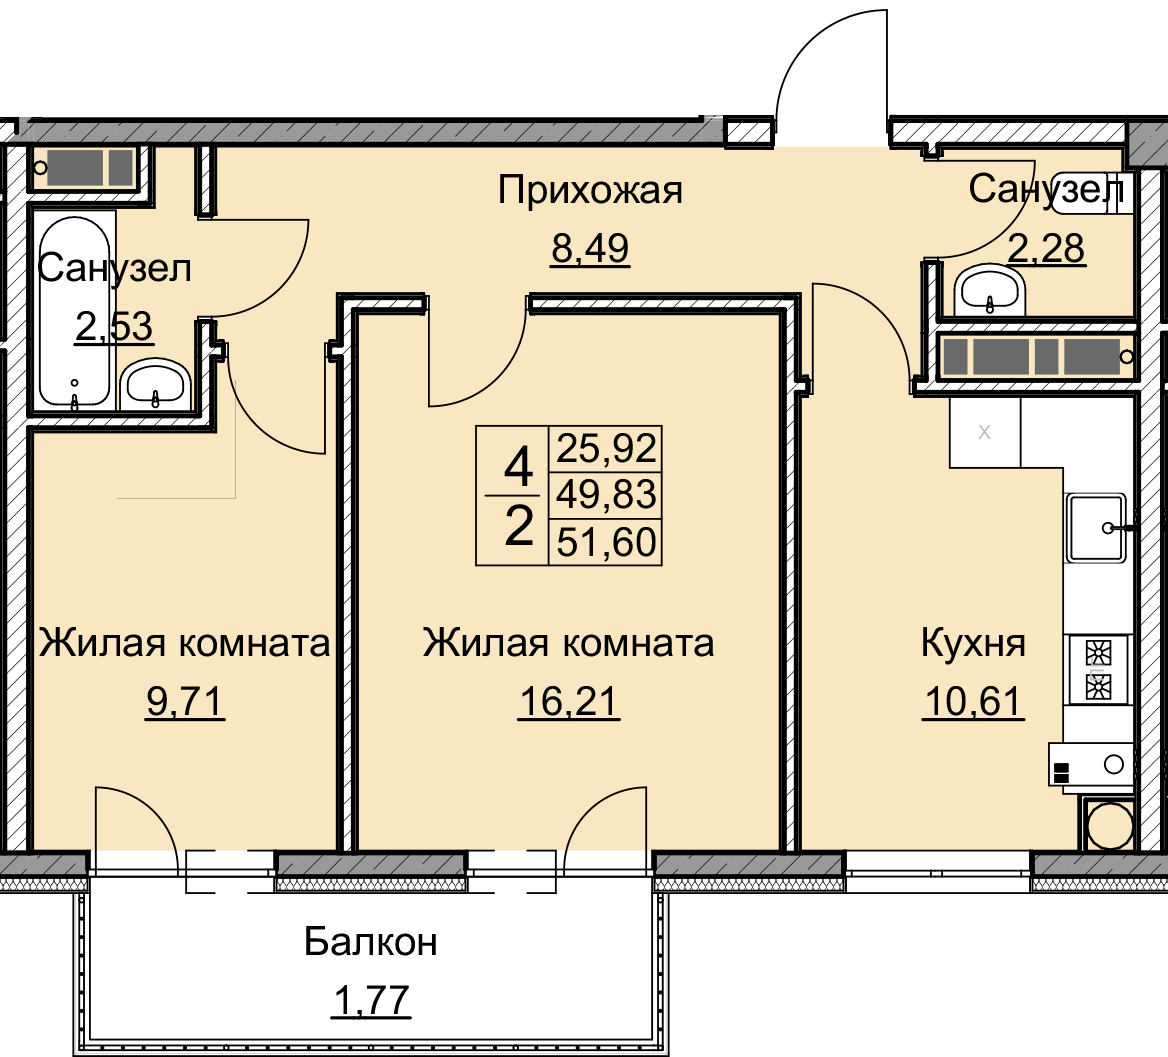 Прихожая
8,49
Санузел
2,28
Санузел
2,53
X
4
2
25,92
49,83
51,60
Жилая комната
9,71
Жилая комната
16,21
Кухня
10,61
Балкон
1,77